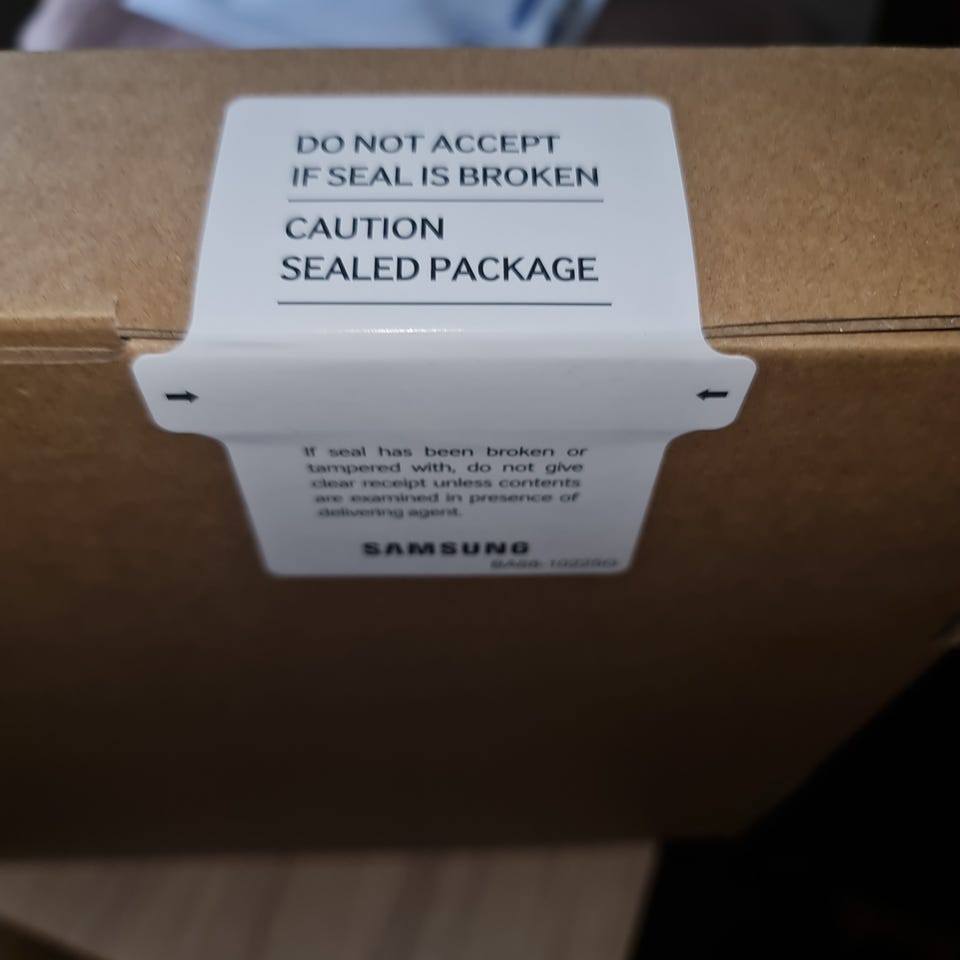 DO NOT ACCEPT
IF SEAL IS BROKEN
CAUTION
SEALED PACKAGE
If seal has been broken or
tampered with, do not give
clear receipt unless contents
are examined in presence of
delivering agent.
SAMSUNG